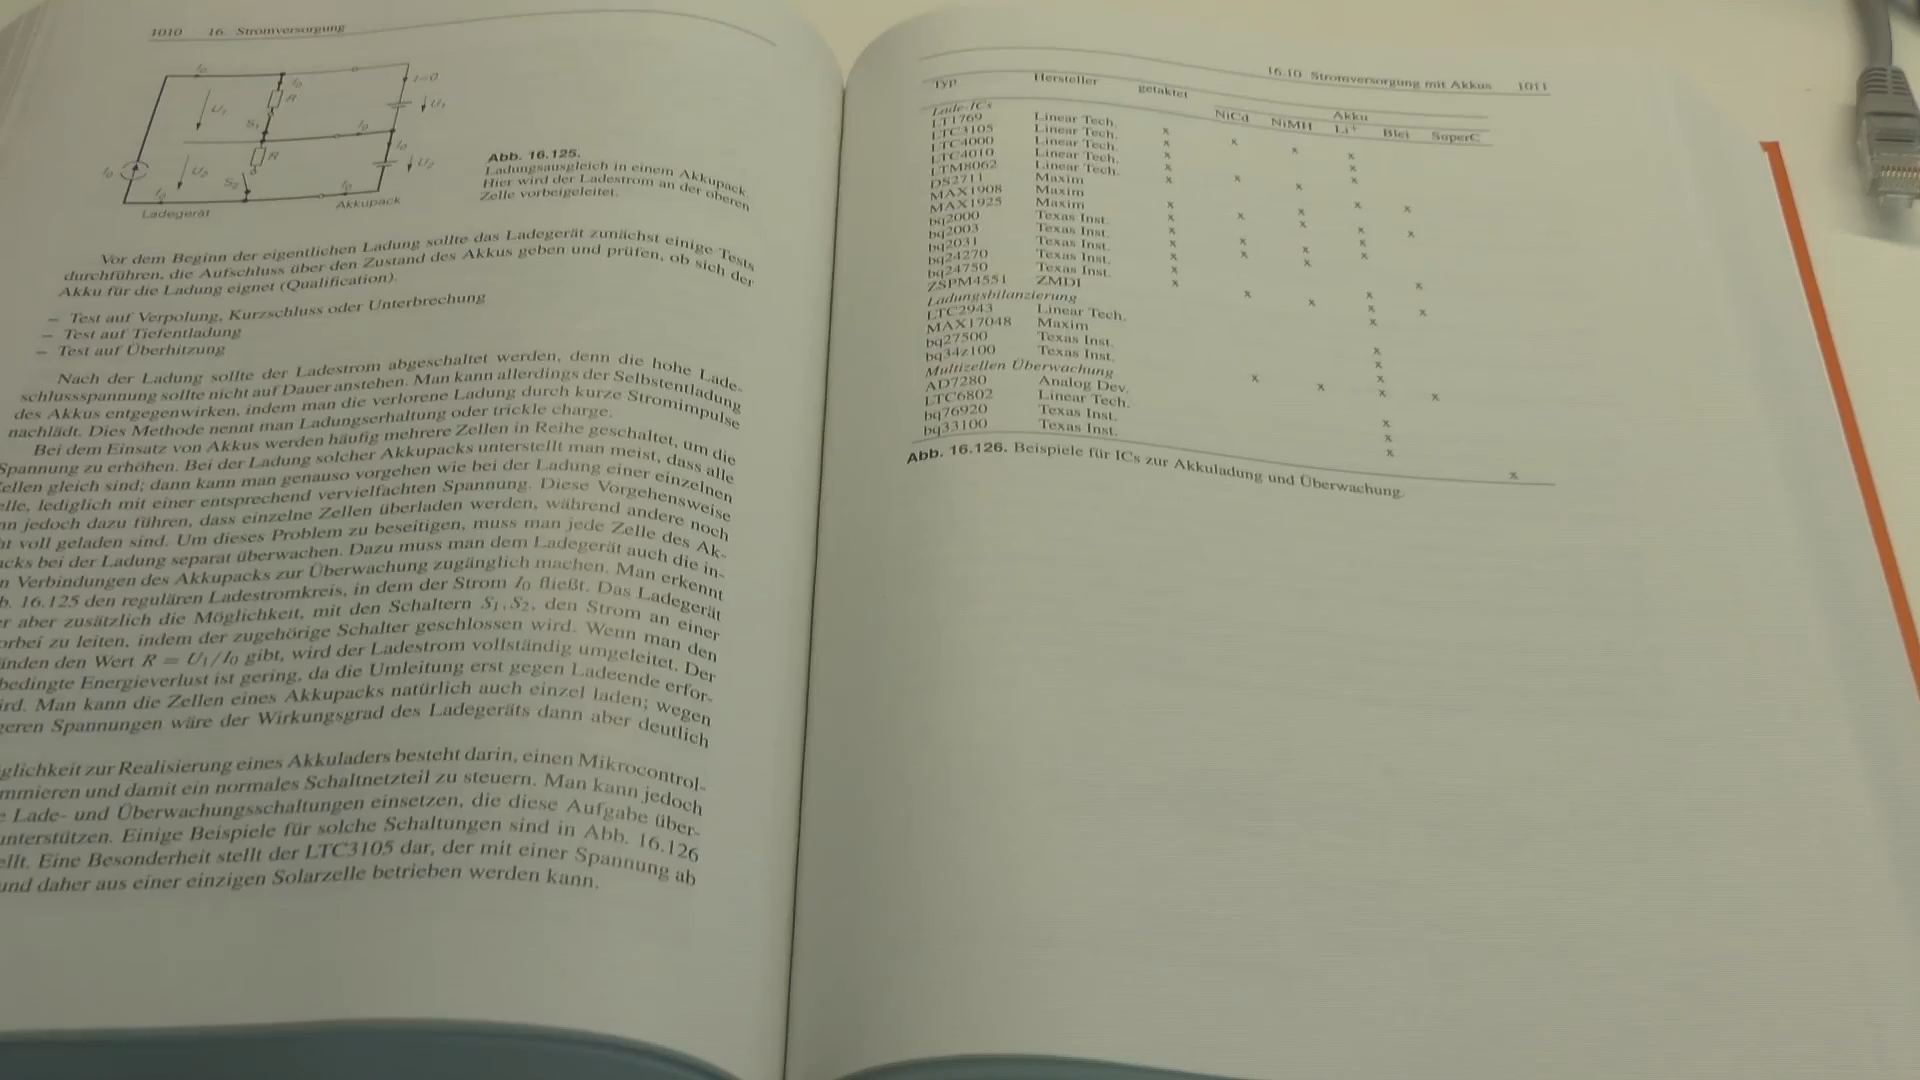 1010 16. Stromversorgung
I0
I0
R
U1
S1
I0
I=0
U1
I0
I0
U2
R
S2
I0
I0
I0
U2
Ladegerät
Akkupack
Abb. 16.125.
Ladungsausgleich in einem Akkupack.
Hier wird der Ladestrom an der oberen
Zelle vorbeigeleitet.
Vor dem Beginn der eigentlichen Ladung sollte das Ladegerät zunächst einige Tests
durchführen, die Aufschluss über den Zustand des Akkus geben und prüfen, ob sich der
Akku für die Ladung eignet (Qualification).
– Test auf Verpolung, Kurzschluss oder Unterbrechung
– Test auf Tiefentladung
– Test auf Überhitzung
Nach der Ladung sollte der Ladestrom abgeschaltet werden, denn die hohe Lade-
schlussspannung sollte nicht auf Dauer anstehen. Man kann allerdings der Selbstentladung
des Akkus entgegenwirken, indem man die verlorene Ladung durch kurze Stromimpulse
nachlädt. Dies Methode nennt man Ladungserhaltung oder trickle charge.
Bei dem Einsatz von Akkus werden häufig mehrere Zellen in Reihe geschaltet, um die
Spannung zu erhöhen. Bei der Ladung solcher Akkupacks unterstellt man meist, dass alle
ellen gleich sind; dann kann man genauso vorgehen wie bei der Ladung einer einzelnen
elle, lediglich mit einer entsprechend vervielfachten Spannung. Diese Vorgehensweise
nn jedoch dazu führen, dass einzelne Zellen überladen werden, während andere noch
ht voll geladen sind. Um dieses Problem zu beseitigen, muss man jede Zelle des Ak-
acks bei der Ladung separat überwachen. Dazu muss man dem Ladegerät auch die in-
n Verbindungen des Akkupacks zur Überwachung zugänglich machen. Man erkennt
b. 16.125 den regulären Ladestromkreis, in dem der Strom I0 fließt. Das Ladegerät
er aber zusätzlich die Möglichkeit, mit den Schaltern S1, S2, den Strom an einer
orbei zu leiten, indem der zugehörige Schalter geschlossen wird. Wenn man den
änden den Wert R = U1/I0 gibt, wird der Ladestrom vollständig umgeleitet. Der
bedingte Energieverlust ist gering, da die Umleitung erst gegen Ladeende erfor-
ird. Man kann die Zellen eines Akkupacks natürlich auch einzel laden; wegen
geren Spannungen wäre der Wirkungsgrad des Ladegeräts dann aber deutlich
glichkeit zur Realisierung eines Akkuladers besteht darin, einen Mikrocontrol-
mmieren und damit ein normales Schaltnetzteil zu steuern. Man kann jedoch
e Lade- und Überwachungsschaltungen einsetzen, die diese Aufgabe über-
unterstützen. Einige Beispiele für solche Schaltungen sind in Abb. 16.126
ellt. Eine Besonderheit stellt der LTC3105 dar, der mit einer Spannung ab
und daher aus einer einzigen Solarzelle betrieben werden kann.
16.10 Stromversorgung mit Akkus 1011
Typ Hersteller getaktet Akku
NiCd NiMH Li+ Blei SuperC
Lade-ICs
LT1769 Linear Tech. x x x x
LTC3105 Linear Tech. x x
LTC4000 Linear Tech. x x
LTC4010 Linear Tech. x x x
LTM8062 Linear Tech. x x x
DS2711 Maxim x x
MAX1908 Maxim x x x x
MAX1925 Maxim x x
bq2000 Texas Inst. x x x x
bq2003 Texas Inst. x x x
bq2031 Texas Inst. x x
bq24270 Texas Inst. x x
bq24750 Texas Inst. x x x x x
ZSPM4551 ZMDI x x
Ladungsbilanzierung
LTC2943 Linear Tech. x
MAX17048 Maxim x
bq27500 Texas Inst. x
bq34z100 Texas Inst. x x x x
Multizellen Überwachung
AD7280 Analog Dev. x
LTC6802 Linear Tech. x
bq76920 Texas Inst. x
bq33100 Texas Inst. x
Abb. 16.126. Beispiele für ICs zur Akkuladung und Überwachung.